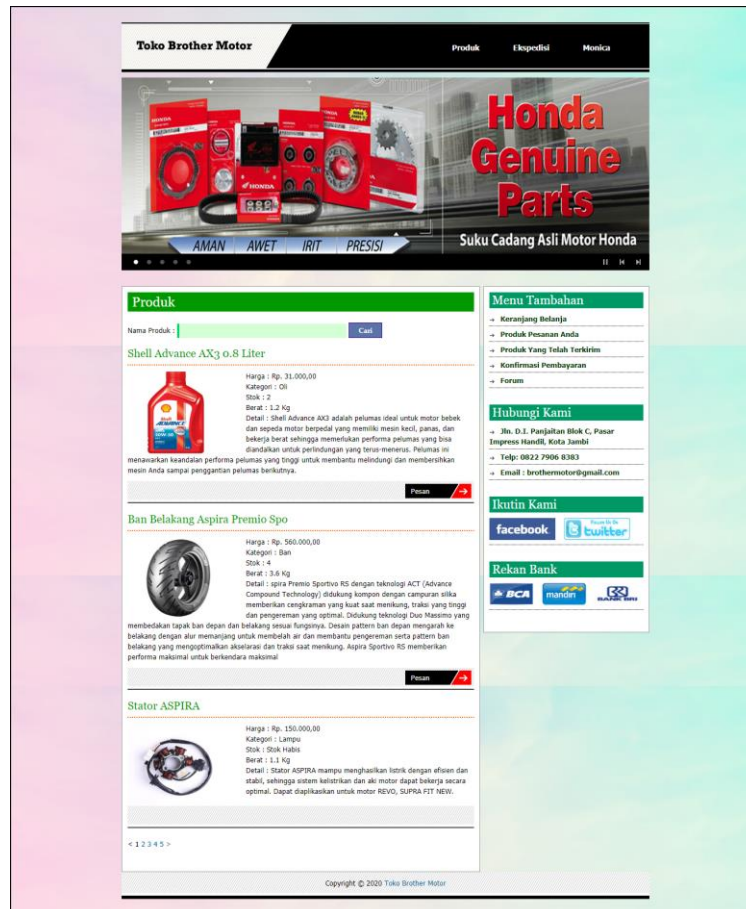 Toko Brother Motor
Produk Ekspedisi Monica
Honda
Genuine
Parts
HONDA
AMAN AWET IRIT PRESISI
Suku Cadang Asli Motor Honda
Produk
Nama Produk : Cari
Shell Advance AX3 0.8 Liter
Harga : Rp. 31.000,00
Kategori : Oli
Stok : 2
Berat : 1.2 Kg
Detail : Shell Advance AX3 adalah pelumas ideal untuk motor bebek
dan sepeda motor berpedal yang memiliki mesin kecil, panas, dan
bekerja berat sehingga memerlukan performa pelumas yang bisa
diandalkan untuk perlindungan yang terus-menerus. Pelumas ini
menawarkan keandalan performa pelumas yang tinggi untuk membantu melindungi dan membersihkan
mesin Anda sampai penggantian pelumas berikutnya.
Pesan
Ban Belakang Aspira Premio Spo
Harga : Rp. 560.000,00
Kategori : Ban
Stok : 4
Berat : 3.6 Kg
Detail : spira Premio Sportivo RS dengan teknologi ACT (Advance
Compound Technology) didukung kompon dengan campuran silika
memberikan cengkraman yang kuat saat menikung, traksi yang tinggi
dan pengereman yang optimal. Didukung teknologi Duo Massimo yang
membedakan tapak ban depan dan belakang sesuai fungsinya. Desain pattern ban depan mengarah ke
belakang dengan alur memanjang untuk membelah air dan membantu pengereman serta pattern ban
belakang yang mengoptimalkan akselarasi dan traksi saat menikung. Aspira Sportivo RS memberikan
performa maksimal untuk berkendara maksimal
Pesan
Stator ASPIRA
Harga : Rp. 150.000,00
Kategori : Lampu
Stok : Stok Habis
Berat : 1.1 Kg
Detail : Stator ASPIRA mampu menghasilkan listrik dengan efisien dan
stabil, sehingga sistem kelistrikan dan aki motor dapat bekerja secara
optimal. Dapat diaplikasikan untuk motor REVO, SUPRA FIT NEW.
< 1 2 3 4 5 >
Menu Tambahan
Keranjang Belanja
Produk Pesanan Anda
Produk Yang Telah Terkirim
Konfirmasi Pembayaran
Forum
Hubungi Kami
Jln. D.I. Panjaitan Blok C, Pasar
Impress Handil, Kota Jambi
Telp: 0822 7906 8383
Email : brothermotor@gmail.com
Ikutin Kami
facebook twitter
Rekan Bank
BCA mandiri BANK BRI
Copyright © 2020 Toko Brother Motor